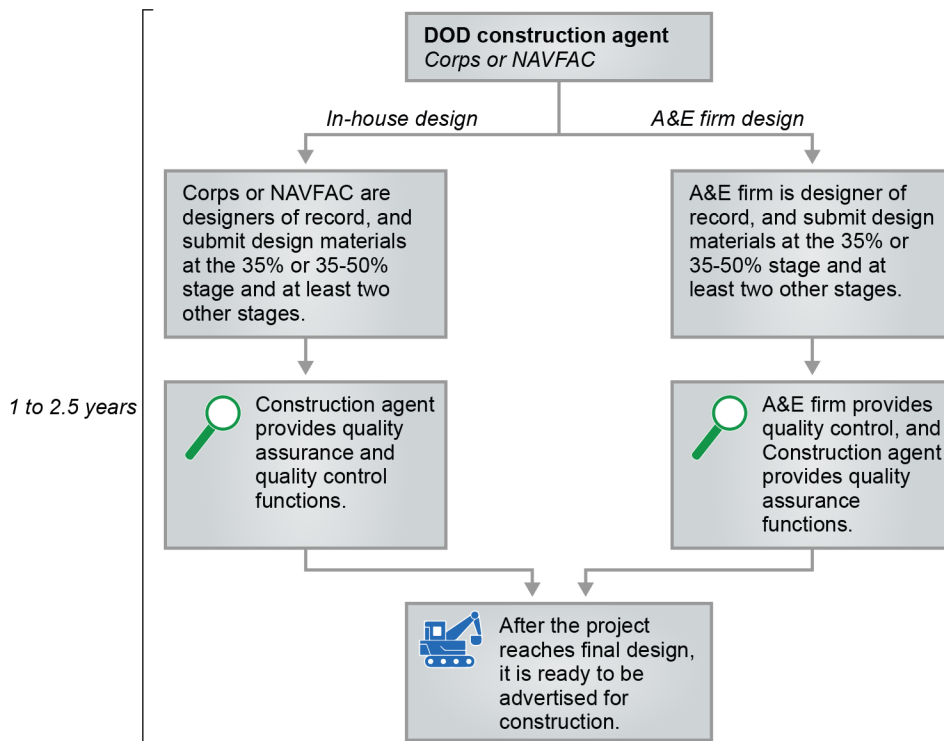 DOD construction agent
Corps or NAVFAC
In-house design
A&E firm design
Corps or NAVFAC are
designers of record, and
submit design materials
at the 35% or 35-50%
stage and at least two
other stages.
A&E firm is designer of
record, and submit design
materials at the 35% or
35-50% stage and at
least two other stages.
1 to 2.5 years
Construction agent
provides quality
assurance and
quality control
functions.
A&E firm provides
quality control, and
Construction agent
provides quality
assurance
functions.
After the project
reaches final design,
it is ready to be
advertised for
construction.